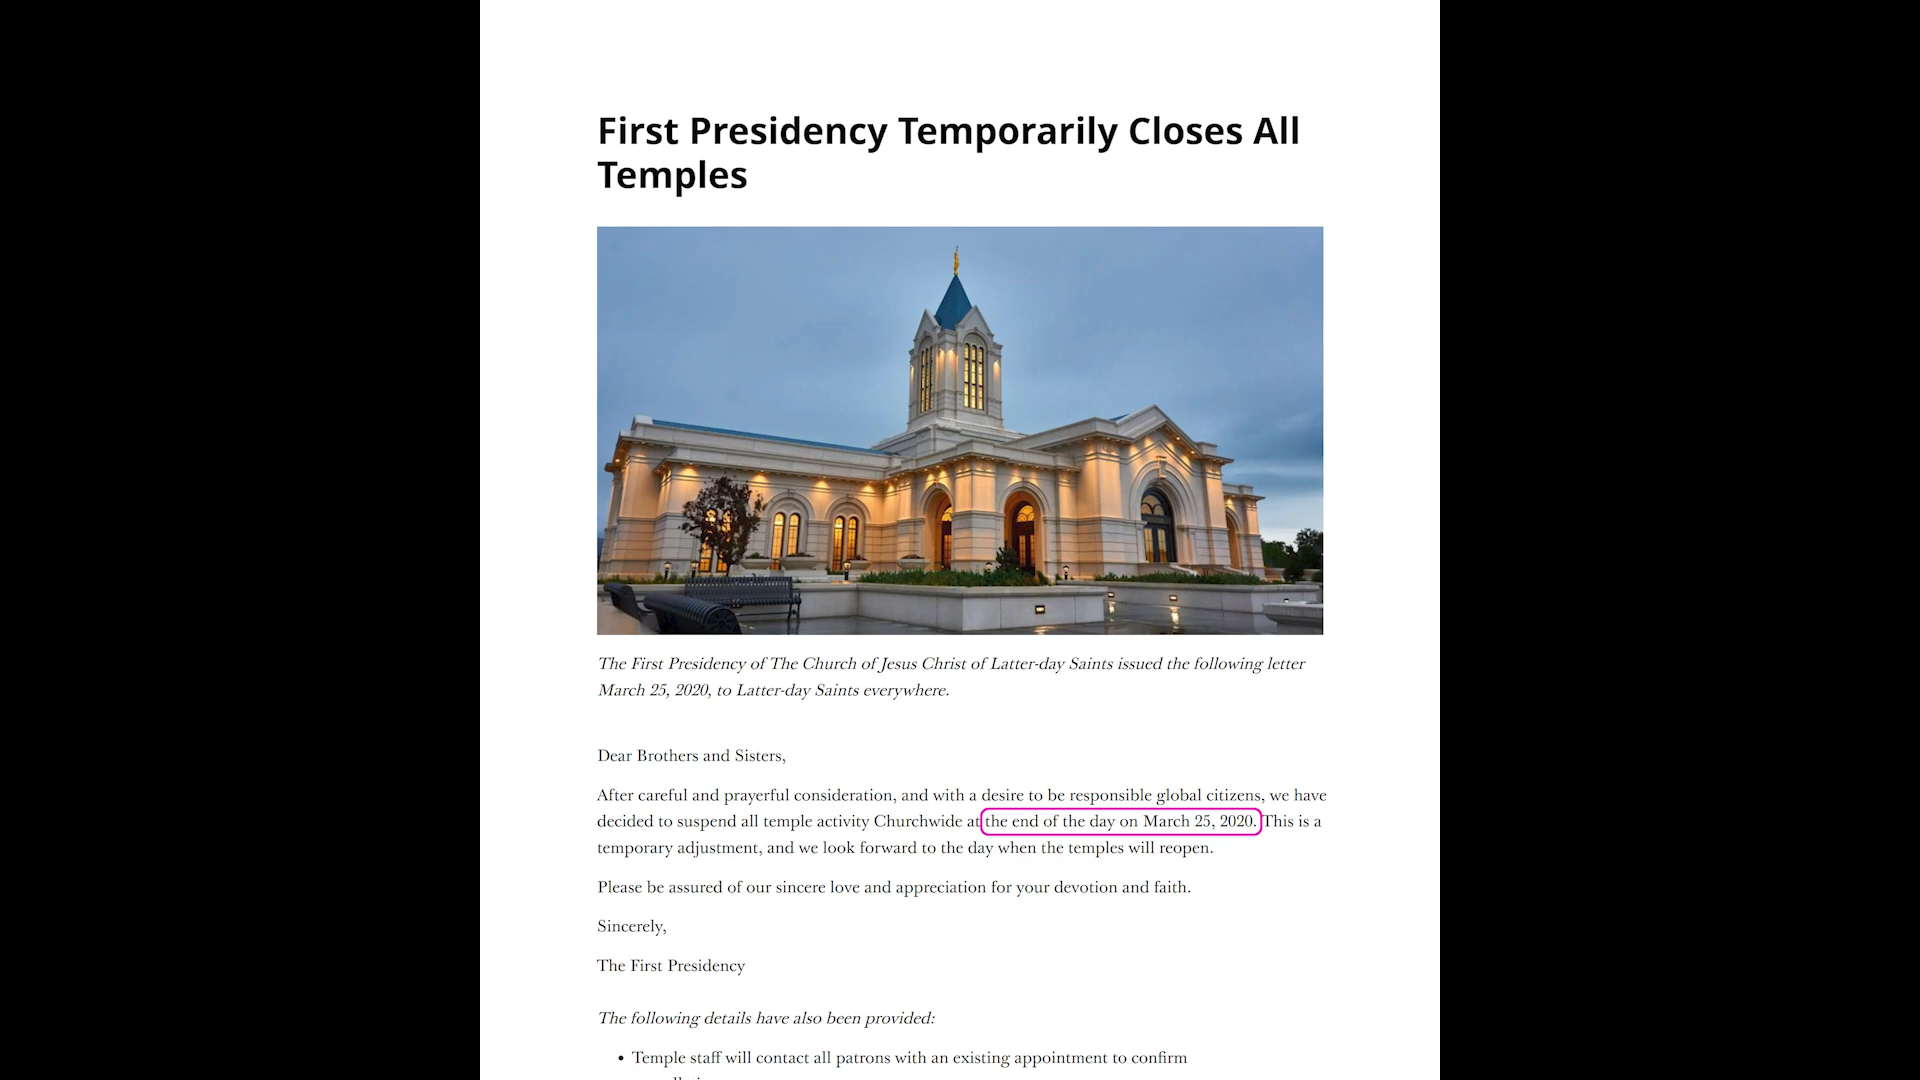 First Presidency Temporarily Closes All
Temples
The First Presidency of The Church of Jesus Christ of Latter-day Saints issued the following letter
March 25, 2020, to Latter-day Saints everywhere.
Dear Brothers and Sisters,
After careful and prayerful consideration, and with a desire to be responsible global citizens, we have
decided to suspend all temple activity Churchwide at the end of the day on March 25, 2020. This is a
temporary adjustment, and we look forward to the day when the temples will reopen.
Please be assured of our sincere love and appreciation for your devotion and faith.
Sincerely,
The First Presidency
The following details have also been provided:
• Temple staff will contact all patrons with an existing appointment to confirm